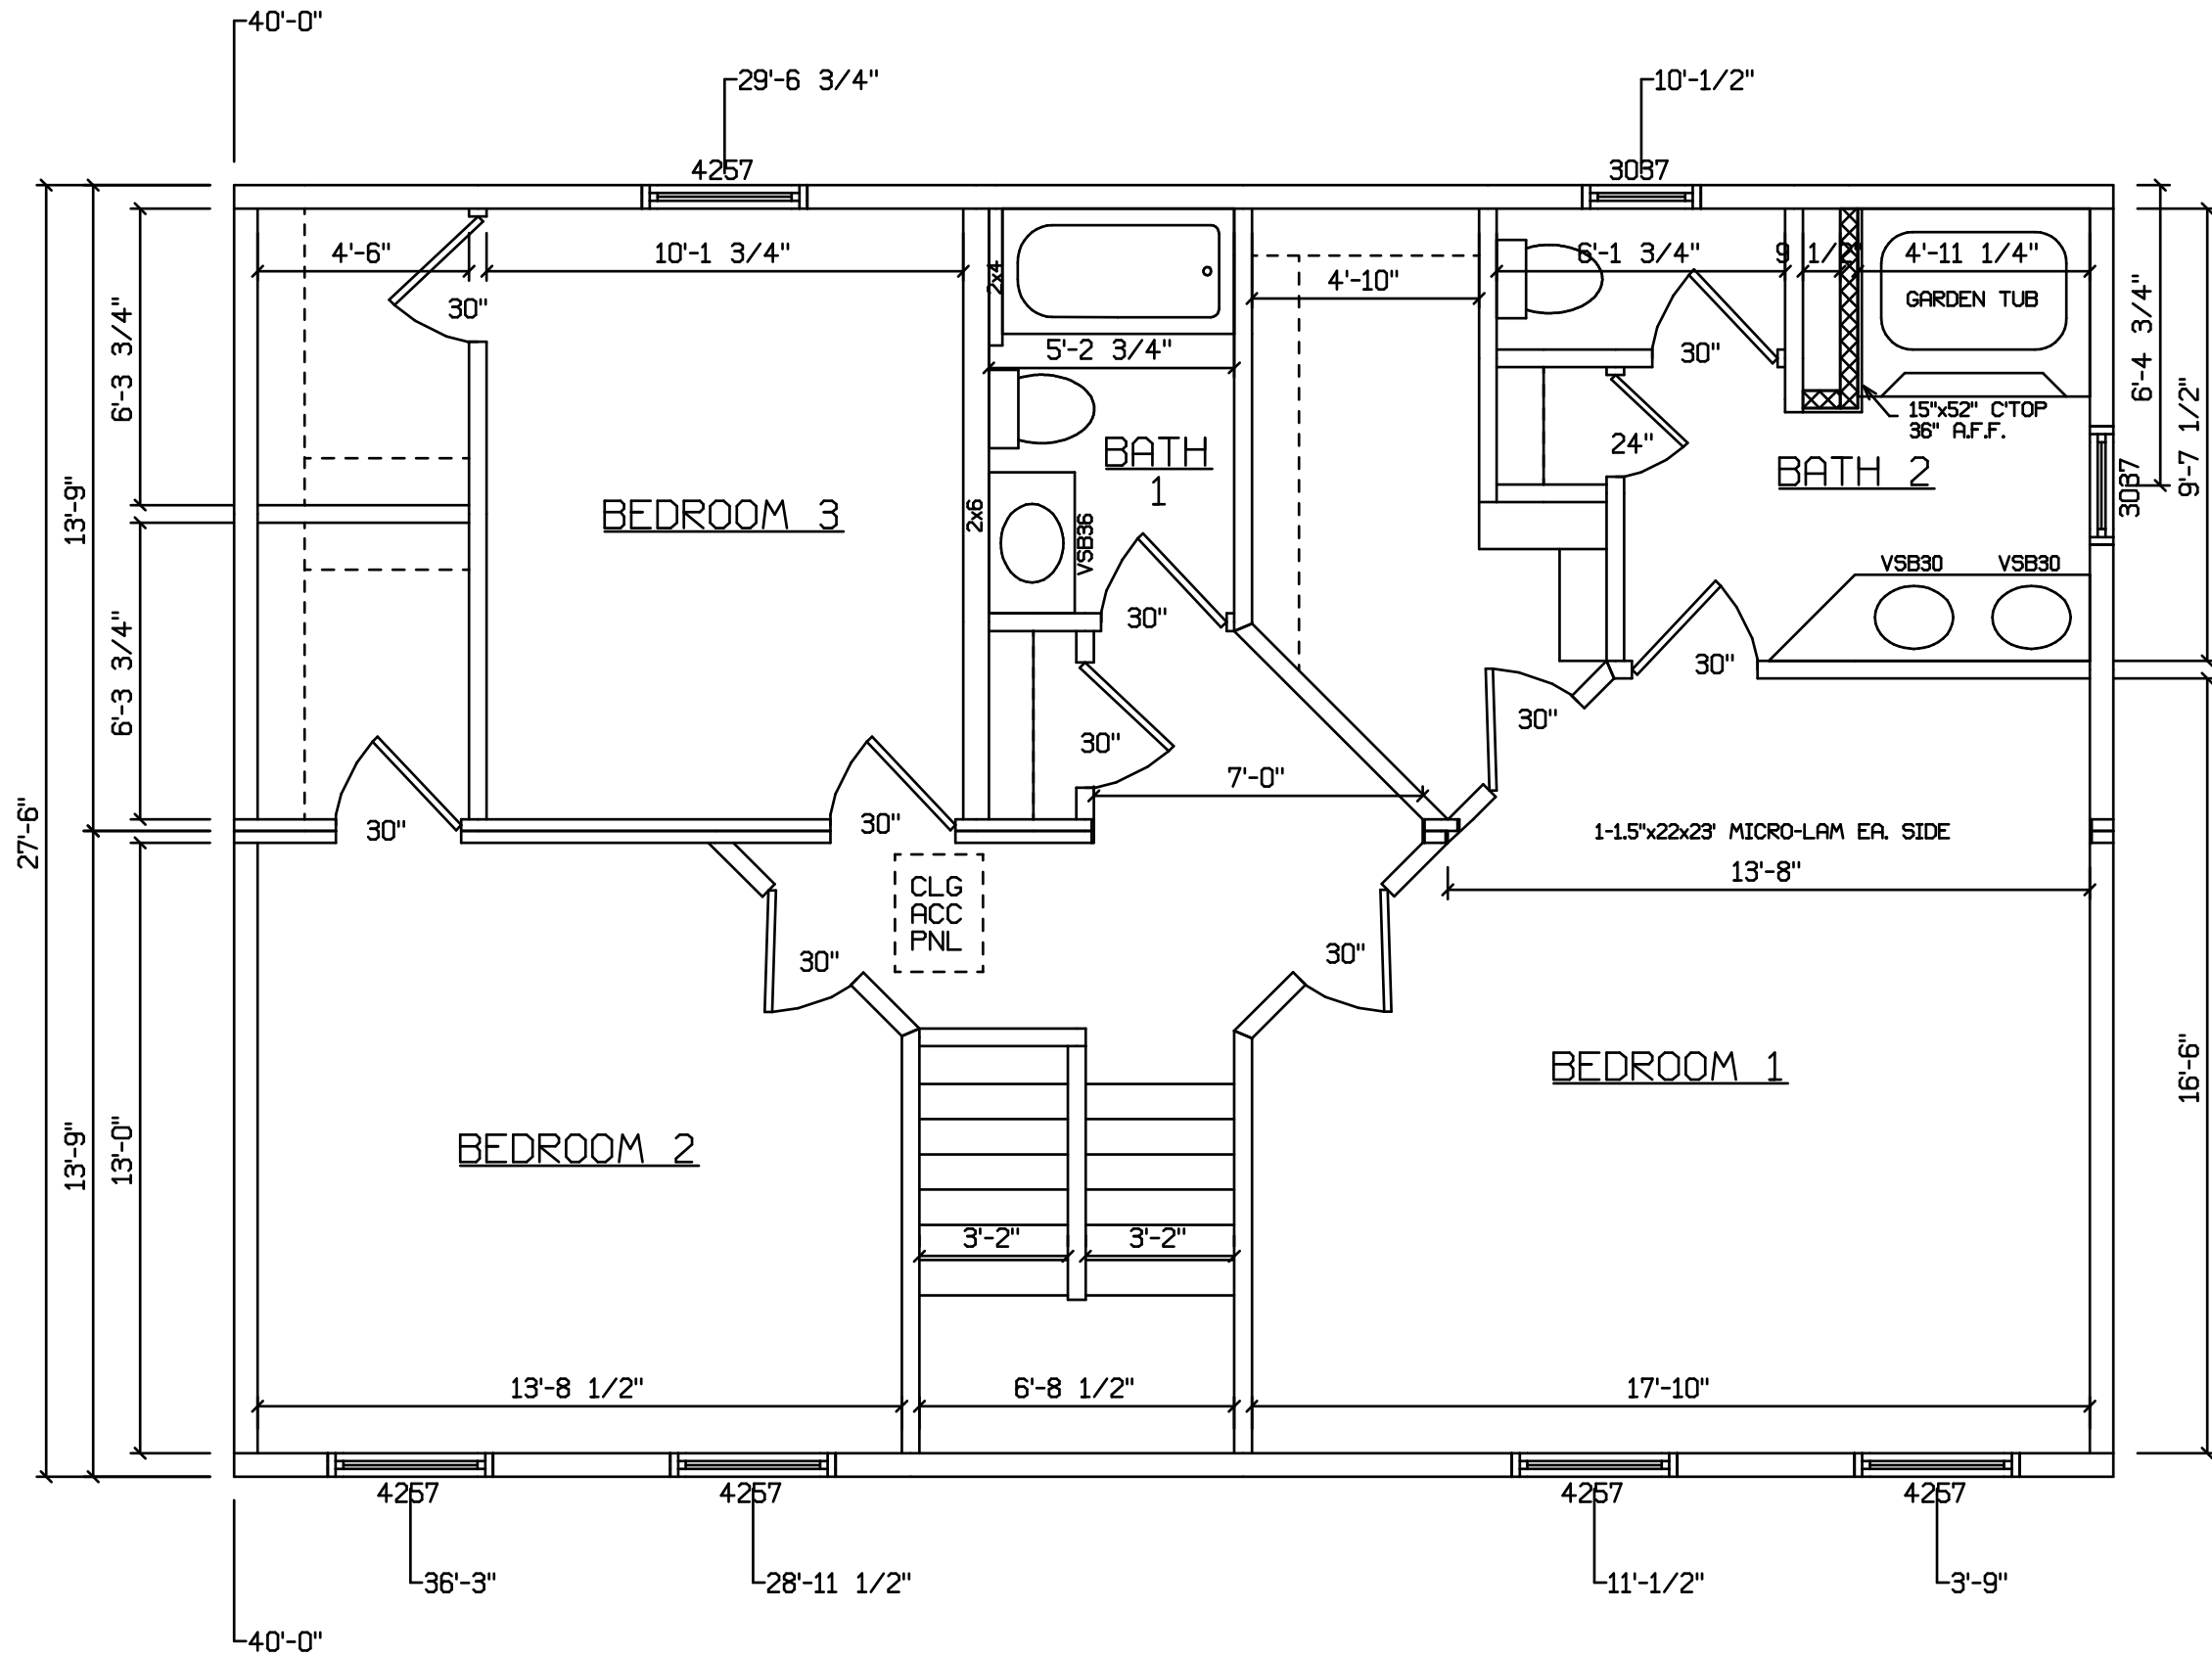 40'-0"
29'-6 3/4"
10'-1/2"
4257
3037
4'-6"
10'-1 3/4"
6'-1 3/4"
9 1/2"
4'-11 1/4"
2x4
4'-10"
30"
GARDEN TUB
6'-3 3/4"
6'-4 3/4"
5'-2 3/4"
30"
15"x52" C'TOP
36" A.F.F.
9'-7 1/2"
24"
BATH
1
BATH 2
13'-9"
BEDROOM 3
2x6
VSB36
3037
VSB30
VSB30
30"
6'-3 3/4"
30"
30"
30"
7'-0"
30"
30"
1-1.5"x22x23' MICRO-LAM EA. SIDE
27'-6"
13'-8"
CLG
ACC
PNL
30"
30"
BEDROOM 1
16'-6"
BEDROOM 2
13'-9"
13'-0"
3'-2"
3'-2"
13'-8 1/2"
6'-8 1/2"
17'-10"
4257
4257
4257
4257
36'-3"
28'-11 1/2"
11'-1/2"
3'-9"
40'-0"